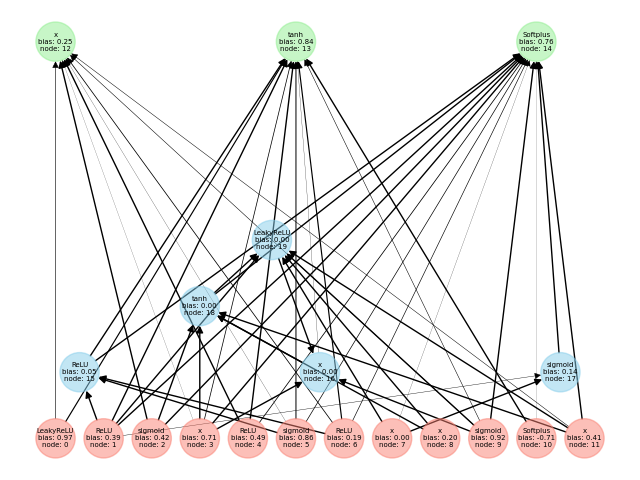 x
bias: 0.25
node: 12
tanh
bias: 0.84
node: 13
Softplus
bias: 0.76
node: 14
LeakyReLU
bias: 0.00
node: 19
tanh
bias: 0.00
node: 18
ReLU
bias: 0.05
node: 15
x
bias: 0.00
node: 16
sigmoid
bias: 0.14
node: 17
LeakyReLU
bias: 0.97
node: 0
ReLU
bias: 0.39
node: 1
sigmoid
bias: 0.42
node: 2
x
bias: 0.71
node: 3
ReLU
bias: 0.49
node: 4
sigmoid
bias: 0.86
node: 5
ReLU
bias: 0.19
node: 6
x
bias: 0.00
node: 7
x
bias: 0.20
node: 8
sigmoid
bias: 0.92
node: 9
Softplus
bias: -0.71
node: 10
x
bias: 0.41
node: 11